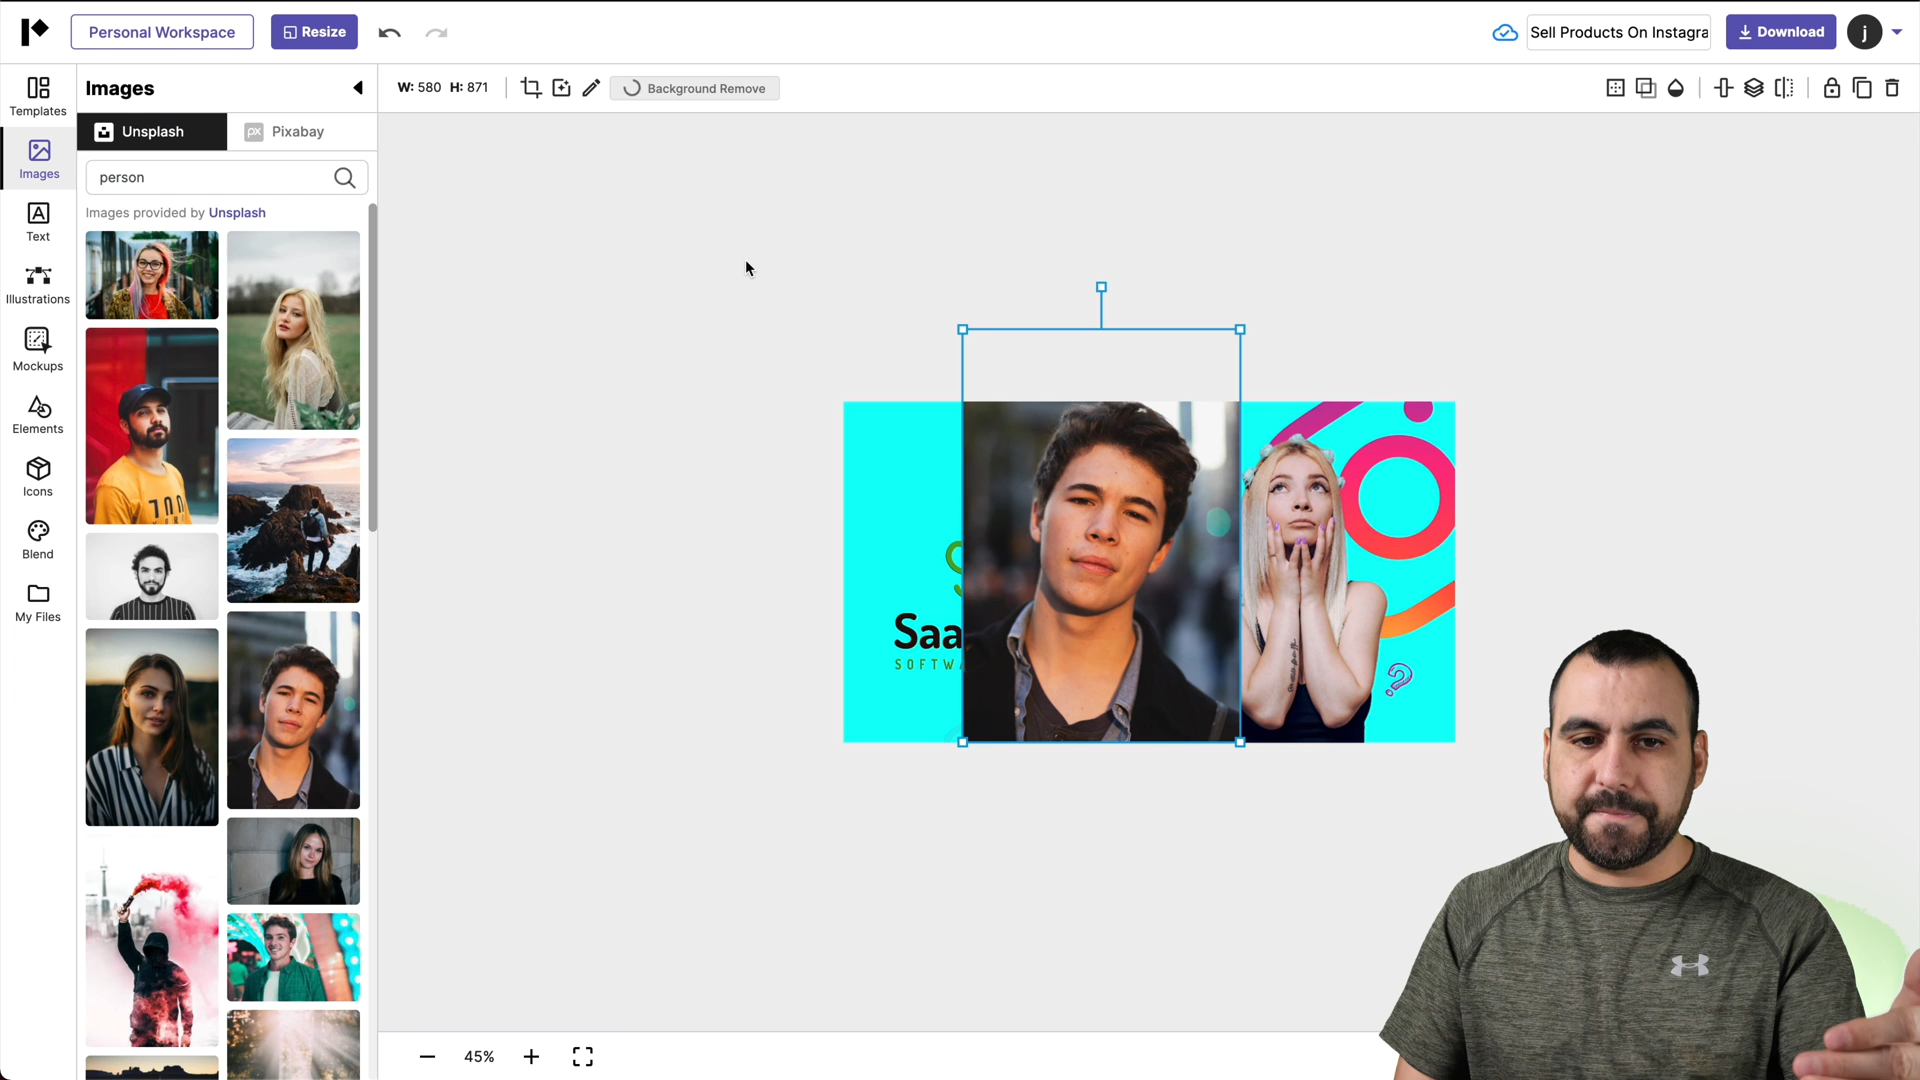 Personal Workspace
Resize
Sell Products On Instagra
Download
j
Templates
Images
W: 580 H: 871
Background Remove
Unsplash
px Pixabay
Images
person
Images provided by Unsplash
Text
Illustrations
Mockups
Elements
Icons
Blend
My Files
Saa
SOFTW
?
45%